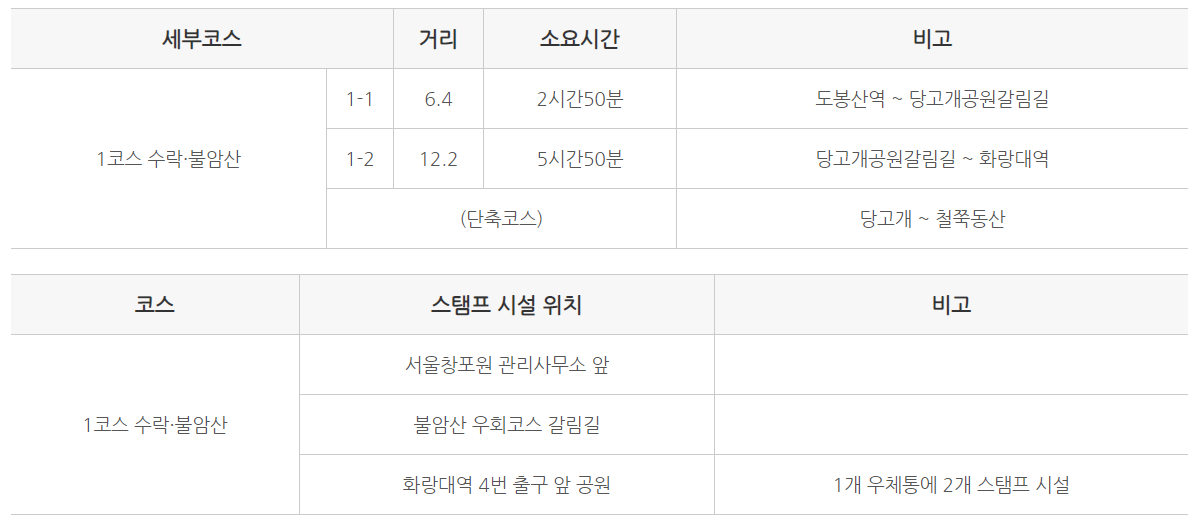 세부코스 거리 소요시간 비고
1코스 수락·불암산 1-1 6.4 2시간50분 도봉산역 ~ 당고개공원갈림길
1-2 12.2 5시간50분 당고개공원갈림길 ~ 화랑대역
(단축코스) 당고개 ~ 철쭉동산
코스 스탬프 시설 위치 비고
1코스 수락·불암산 서울창포원 관리사무소 앞
불암산 우회코스 갈림길
화랑대역 4번 출구 앞 공원 1개 우체통에 2개 스탬프 시설